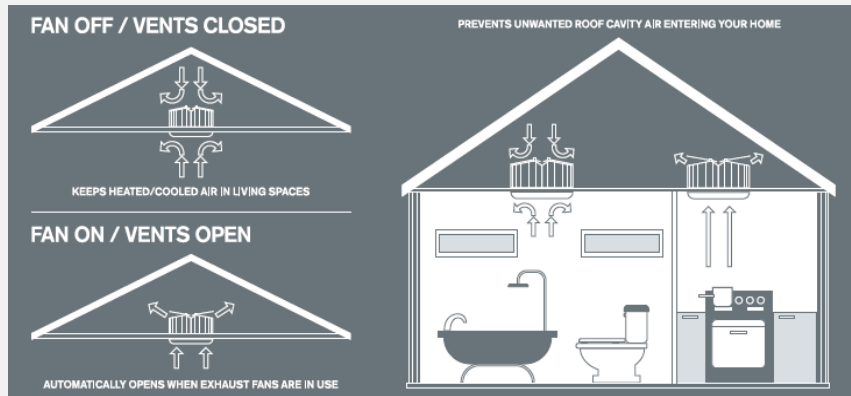 FAN OFF / VENTS CLOSED
KEEPS HEATED/COOLED AIR IN LIVING SPACES
FAN ON / VENTS OPEN
AUTOMATICALLY OPENS WHEN EXHAUST FANS ARE IN USE
PREVENTS UNWANTED ROOF CAVITY AIR ENTERING YOUR HOME